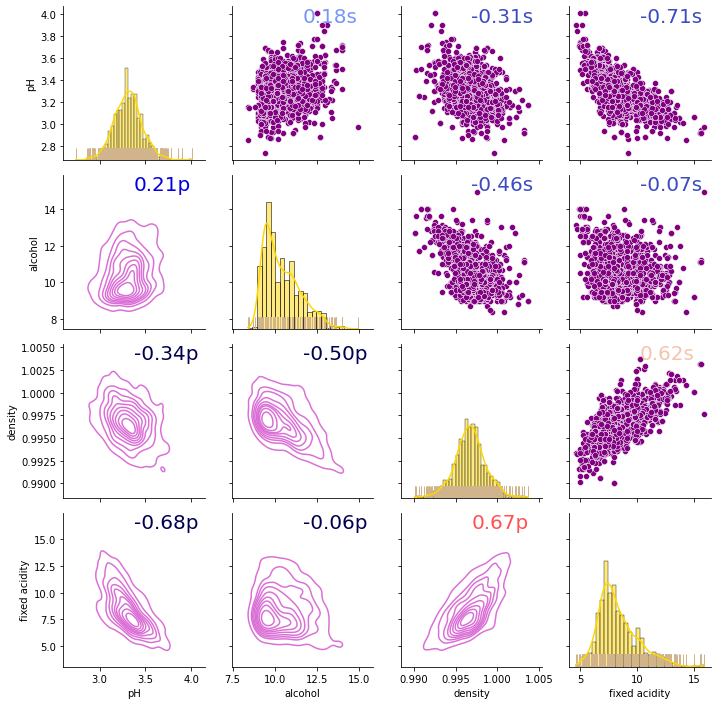 0.18s
-0.31s
-0.71s
4.0
3.8
3.6
3.4
3.2
3.0
2.8
pH
0.21p
-0.46s
-0.07s
14
12
10
8
alcohol
-0.34p
-0.50p
0.62s
1.0050
1.0025
1.0000
0.9975
0.9950
0.9925
0.9900
density
-0.68p
-0.06p
0.67p
15.0
12.5
10.0
7.5
5.0
fixed acidity
3.0 3.5 4.0 7.5 10.0 12.5 15.0 0.990 0.995 1.000 1.005 5 10 15
pH alcohol density fixed acidity